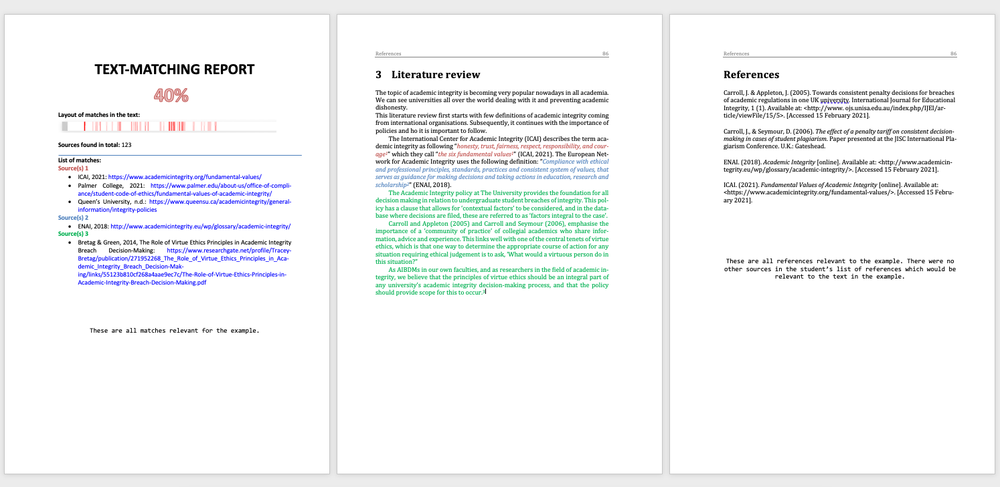 TEXT-MATCHING REPORT
40%
Layout of matches in the text:
Sources found in total: 123
List of matches:
Source(s) 1
• ICAI, 2021: https://www.academicintegrity.org/fundamental-values/
• Palmer College, 2021: https://www.palmer.edu/about-us/office-of-compli-
ance/student-code-of-ethics/fundamental-values-of-academic-integrity/
• Queen's University, n.d.: https://www.queensu.ca/academicintegrity/general-
information/integrity-policies
Source(s) 2
• ENAI, 2018: http://www.academicintegrity.eu/wp/glossary/academic-integrity/
Source(s) 3
• Bretag & Green, 2014, The Role of Virtue Ethics Principles in Academic Integrity
Breach Decision-Making: https://www.researchgate.net/profile/Tracey-
Bretag/publication/271952268_The_Role_of_Virtue_Ethics_Principles_in_Aca-
demic_Integrity_Breach_Decision-Mak-
ing/links/55123b810cf268a4aae9ec7c/The-Role-of-Virtue-Ethics-Principles-in-
Academic-Integrity-Breach-Decision-Making.pdf
These are all matches relevant for the example.
References 86
3 Literature review
The topic of academic integrity is becoming very popular nowadays in all academia.
We can see universities all over the world dealing with it and preventing academic
dishonesty.
This literature review first starts with few definitions of academic integrity coming
from international organisations. Subsequently, it continues with the importance of
policies and ho it is important to follow.
The International Center for Academic Integrity (ICAI) describes the term aca-
demic integrity as following "honesty, trust, fairness, respect, responsibility, and cour-
age¹" which they call "the six fundamental values¹" (ICAI, 2021). The European Net-
work for Academic Integrity uses the following definition: "Compliance with ethical
and professional principles, standards, practices and consistent system of values, that
serves as guidance for making decisions and taking actions in education, research and
scholarship²" (ENAI, 2018).
The Academic Integrity policy at The University provides the foundation for all
decision making in relation to undergraduate student breaches of integrity. This pol-
icy has a clause that allows for 'contextual factors' to be considered, and in the data-
base where decisions are filed, these are referred to as 'factors integral to the case'.
Carroll and Appleton (2005) and Carroll and Seymour (2006), emphasise the
importance of a 'community of practice' of collegial academics who share infor-
mation, advice and experience. This links well with one of the central tenets of virtue
ethics, which is that one way to determine the appropriate course of action for any
situation requiring ethical judgement is to ask, 'What would a virtuous person do in
this situation?"
As AIBDMs in our own faculties, and as researchers in the field of academic in-
tegrity, we believe that the principles of virtue ethics should be an integral part of
any university's academic integrity decision-making process, and that the policy
should provide scope for this to occur.³
References 86
References
Carroll, J. & Appleton, J. (2005). Towards consistent penalty decisions for breaches
of academic regulations in one UK university. International Journal for Educational
Integrity, 1 (1). Available at: <http://www. ojs.unisa.edu.au/index.php/IJEI/ar-
ticle/viewFile/15/5>. [Accessed 15 February 2021].
Carroll, J., & Seymour, D. (2006). The effect of a penalty tariff on consistent decision-
making in cases of student plagiarism. Paper presented at the JISC International Pla-
giarism Conference. U.K.: Gateshead.
ENAI. (2018). Academic Integrity [online]. Available at: <http://www.academicin-
tegrity.eu/wp/glossary/academic-integrity/>. [Accessed 15 February 2021].
ICAI. (2021). Fundamental Values of Academic Integrity [online]. Available at:
<https://www.academicintegrity.org/fundamental-values/>. [Accessed 15 Febru-
ary 2021].
These are all references relevant to the example. There were no
other sources in the student's list of references which would be
relevant to the text in the example.